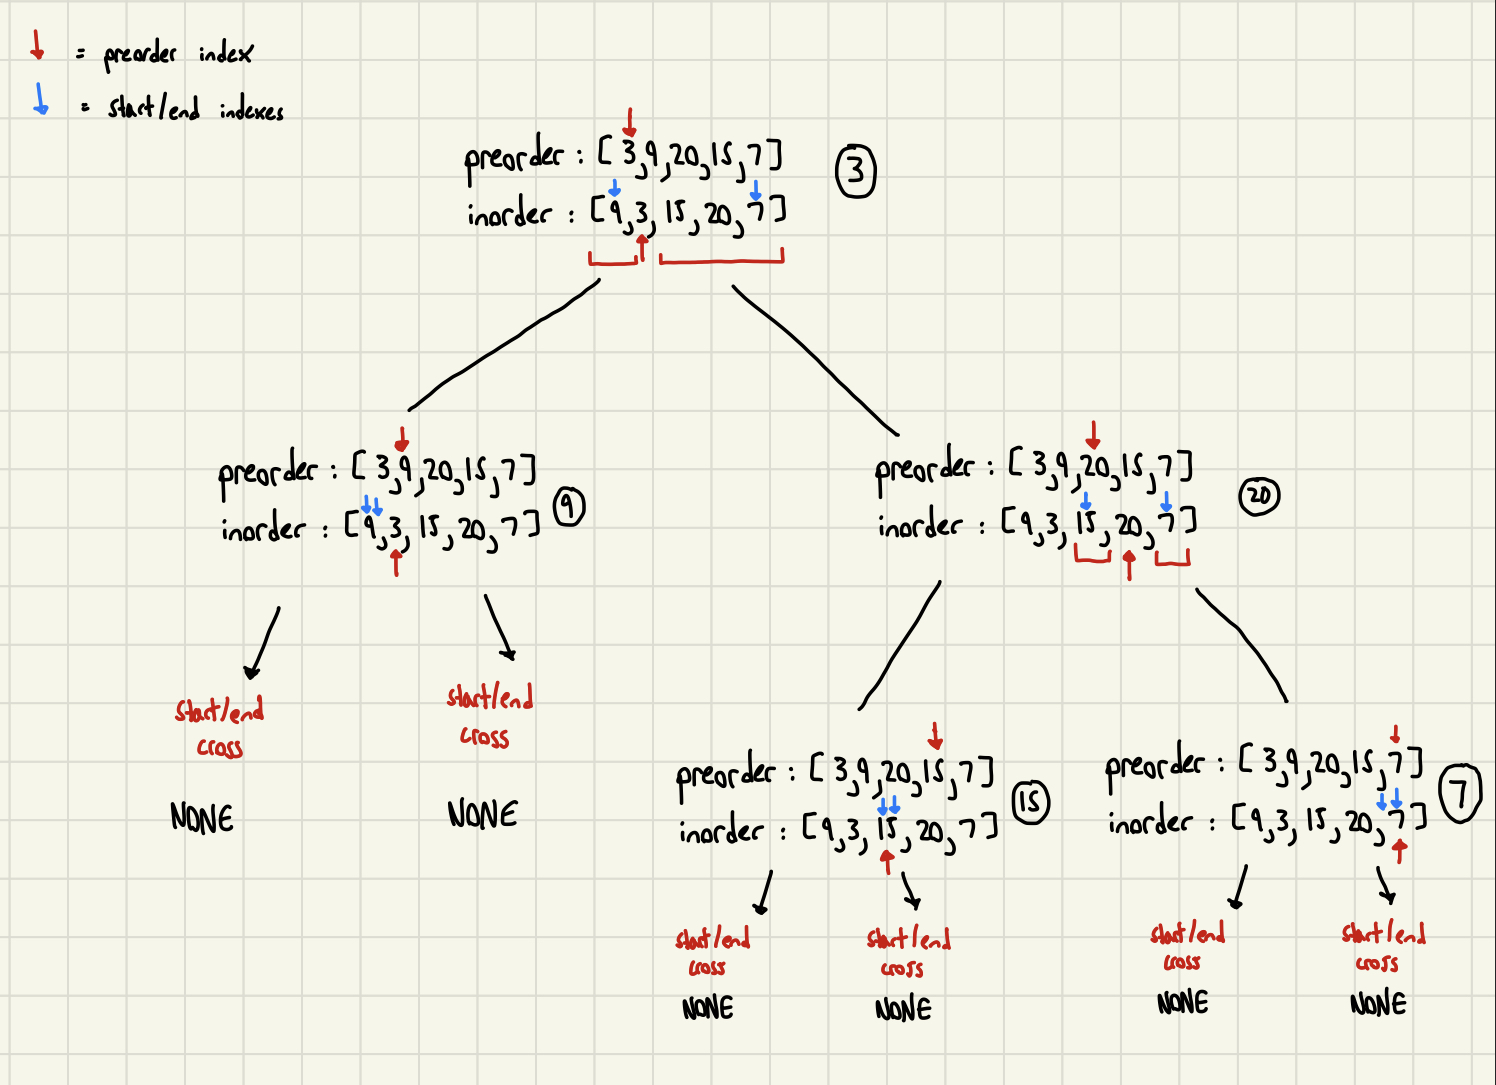 = preorder index
= start/end indexes
preorder : [ 3,9,20,15,7]
3
inorder : [9,3,15,20,7]
preorder : [ 3,9,20,15,7]
9
inorder : [9,3,15,20,7]
preorder : [ 3,9,20,15,7]
20
inorder : [9,3,15,20,7]
start/end
cross
NONE
start/end
cross
NONE
preorder : [ 3,9,20,15,7]
15
inorder : [9,3,15,20,7]
preorder : [ 3,9,20,15,7]
7
inorder : [9,3,15,20,7]
start/end
cross
NONE
start/end
cross
NONE
start/end
cross
NONE
start/end
cross
NONE